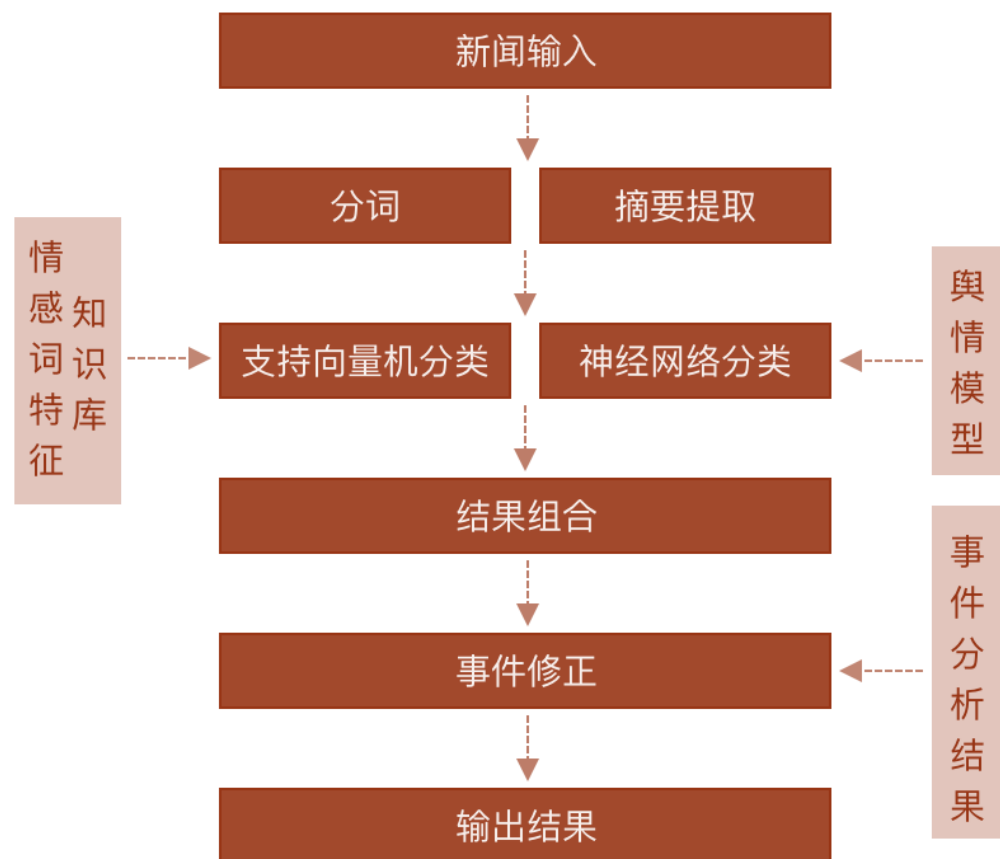 新闻输入
分词
摘要提取
情感词特征
知识库
支持向量机分类
神经网络分类
舆情模型
结果组合
事件修正
事件分析结果
输出结果